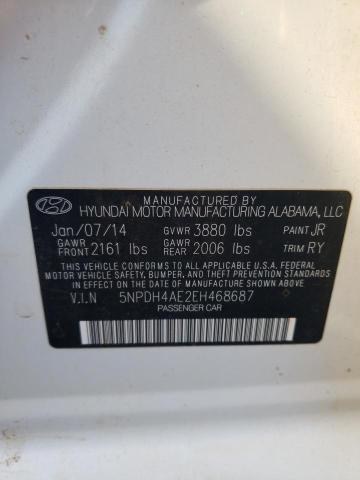 MANUFACTURED BY
HYUNDAI MOTOR MANUFACTURING ALABAMA, LLC
Jan/07/14 GVWR 3880 lbs PAINT JR
GAWR FRONT 2161 lbs GAWR REAR 2006 lbs TRIM RY
THIS VEHICLE CONFORMS TO ALL APPLICABLE U.S.A. FEDERAL
MOTOR VEHICLE SAFETY, BUMPER, AND THEFT PREVENTION STANDARDS
IN EFFECT ON THE DATE OF MANUFACTURE SHOWN ABOVE.
V.I.N 5NPDH4AE2EH468687
PASSENGER CAR